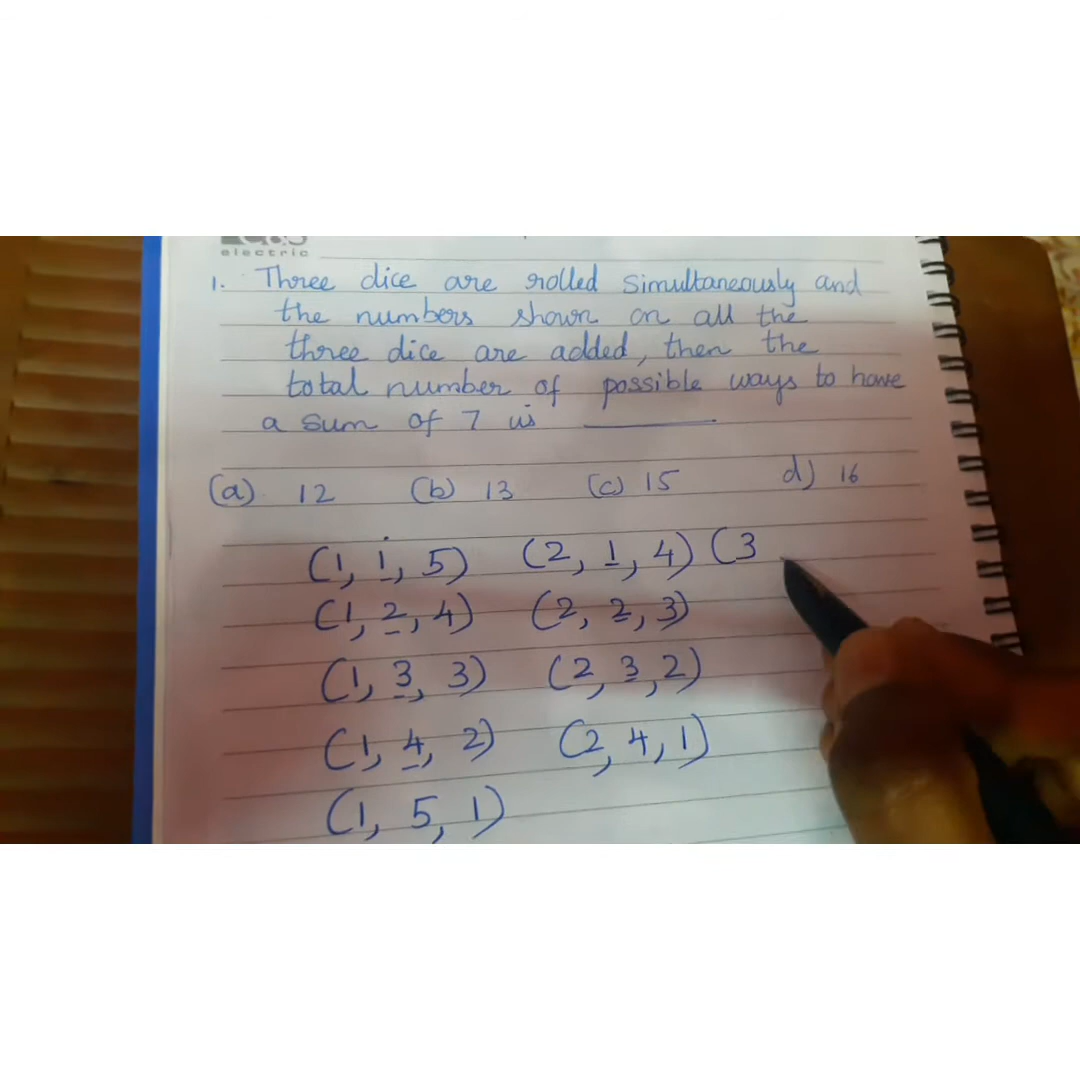 electric
1. Three dice are rolled simultaneously and
the numbers shown on all the
three dice are added, then the
total number of possible ways to have
a sum of 7 is ______.
(a) 12 (b) 13 (c) 15 d) 16
(1, 1, 5) (2, 1, 4) (3
(1, 2, 4) (2, 2, 3)
(1, 3, 3) (2, 3, 2)
(1, 4, 2) (2, 4, 1)
(1, 5, 1)